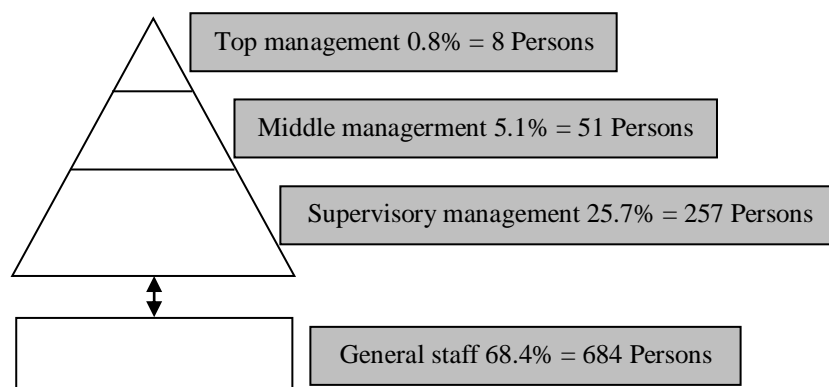 Top management 0.8% = 8 Persons
Middle managerment 5.1% = 51 Persons
Supervisory management 25.7% = 257 Persons
General staff 68.4% = 684 Persons